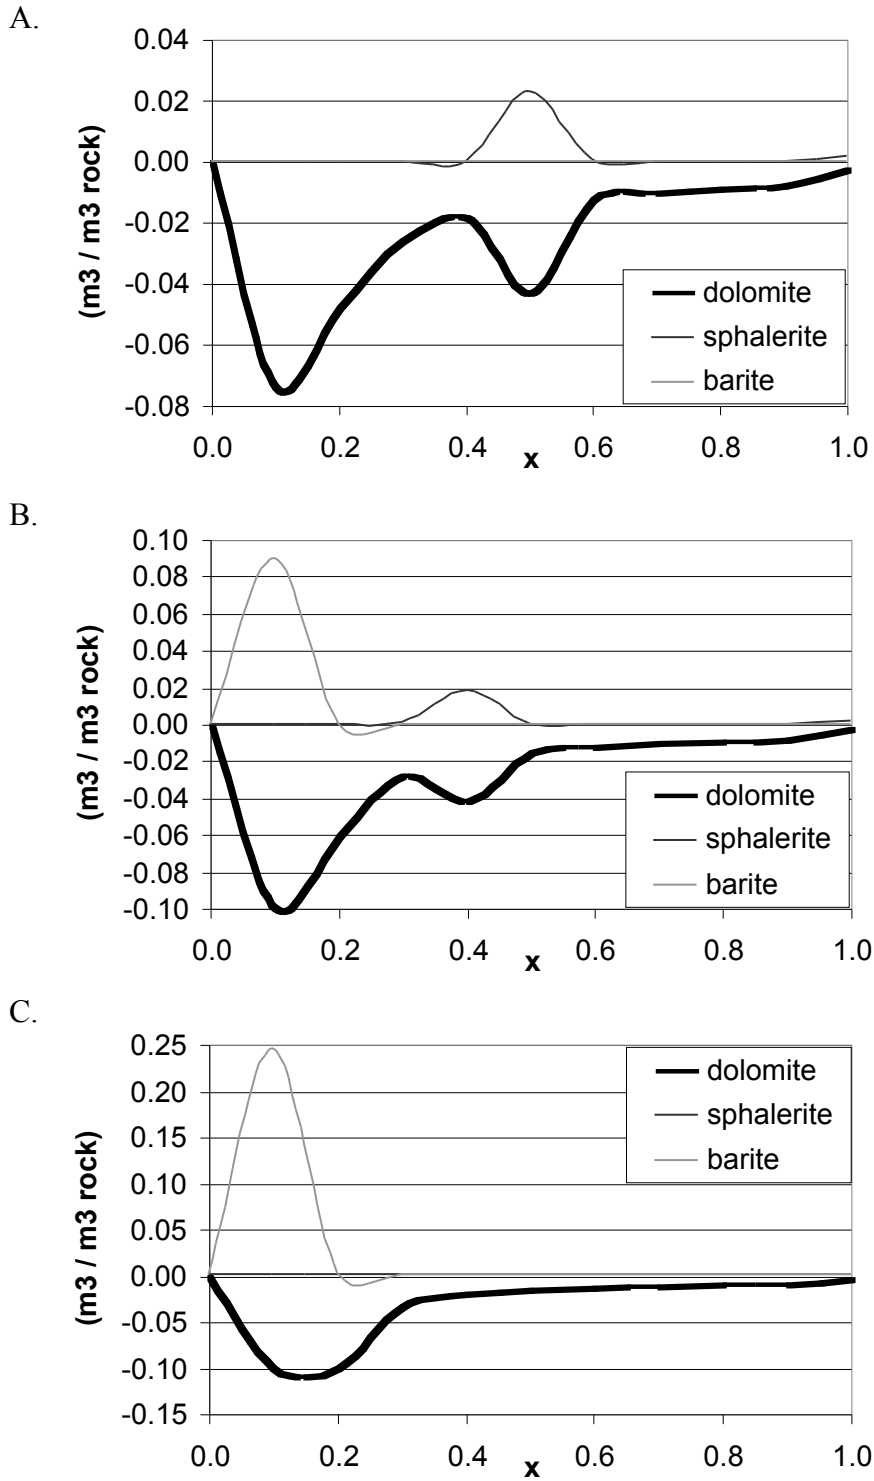 A.
0.04
0.02
0.00
-0.02
-0.04
-0.06
-0.08
(m3 / m3 rock)
dolomite
sphalerite
barite
0.0 0.2 0.4 0.6 0.8 1.0
x
B.
0.10
0.08
0.06
0.04
0.02
0.00
-0.02
-0.04
-0.06
-0.08
-0.10
(m3 / m3 rock)
dolomite
sphalerite
barite
0.0 0.2 0.4 0.6 0.8 1.0
x
C.
0.25
0.20
0.15
0.10
0.05
0.00
-0.05
-0.10
-0.15
(m3 / m3 rock)
dolomite
sphalerite
barite
0.0 0.2 0.4 0.6 0.8 1.0
x